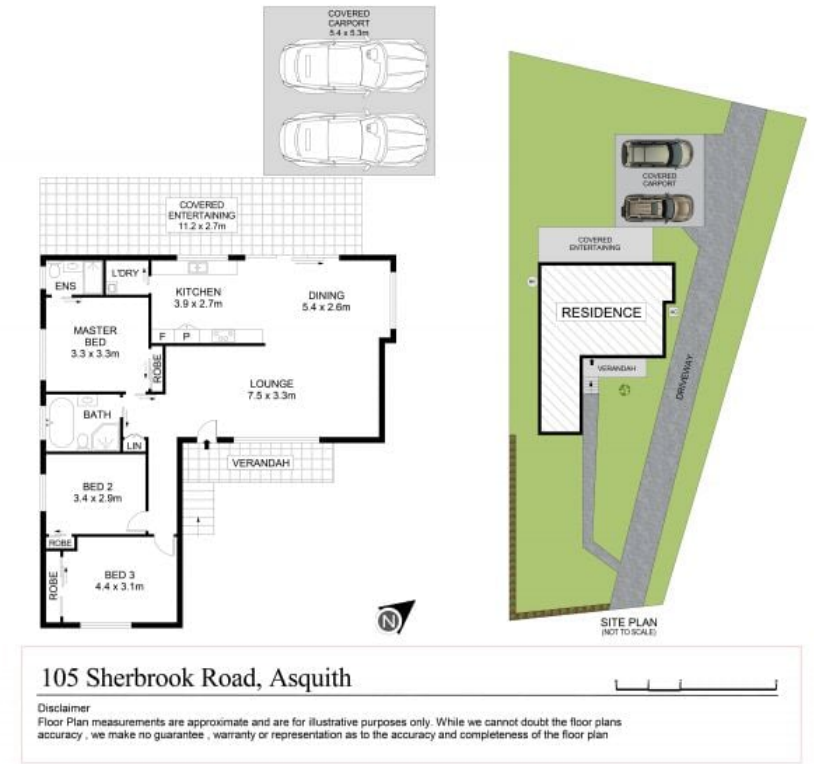 COVERED
CARPORT
5.4 x 5.3m
COVERED
ENTERTAINING
11.2 x 2.7m
ENS
L'DRY
KITCHEN
3.9 x 2.7m
DINING
5.4 x 2.6m
F
P
MASTER
BED
3.3 x 3.3m
ROBE
LOUNGE
7.5 x 3.3m
BATH
LIN
VERANDAH
BED 2
3.4 x 2.9m
ROBE
ROBE
BED 3
4.4 x 3.1m
N
COVERED
CARPORT
COVERED
ENTERTAINING
RESIDENCE
VERANDAH
DRIVEWAY
SITE PLAN
(NOT TO SCALE)
105 Sherbrook Road, Asquith
Disclaimer
Floor Plan measurements are approximate and are for illustrative purposes only. While we cannot doubt the floor plans
accuracy , we make no guarantee , warranty or representation as to the accuracy and completeness of the floor plan